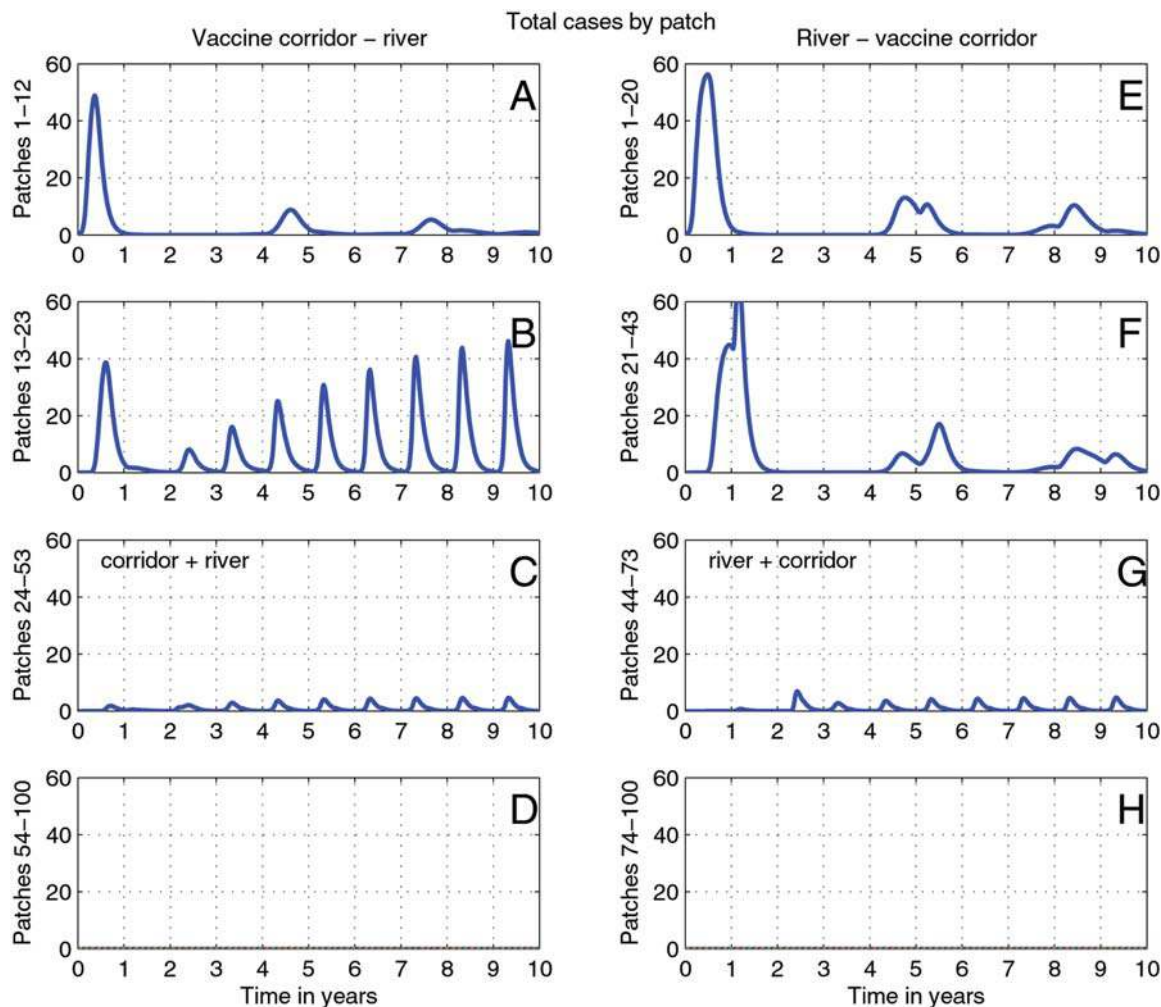 Total cases by patch
Vaccine corridor – river
River – vaccine corridor
Patches 1–12
60
40
20
0
0 1 2 3 4 5 6 7 8 9 10
A
Patches 1–20
60
40
20
0
0 1 2 3 4 5 6 7 8 9 10
E
Patches 13–23
60
40
20
0
0 1 2 3 4 5 6 7 8 9 10
B
Patches 21–43
60
40
20
0
0 1 2 3 4 5 6 7 8 9 10
F
Patches 24–53
60
40
20
0
0 1 2 3 4 5 6 7 8 9 10
corridor + river
C
Patches 44–73
60
40
20
0
0 1 2 3 4 5 6 7 8 9 10
river + corridor
G
Patches 54–100
60
40
20
0
0 1 2 3 4 5 6 7 8 9 10
D
Time in years
Patches 74–100
60
40
20
0
0 1 2 3 4 5 6 7 8 9 10
H
Time in years